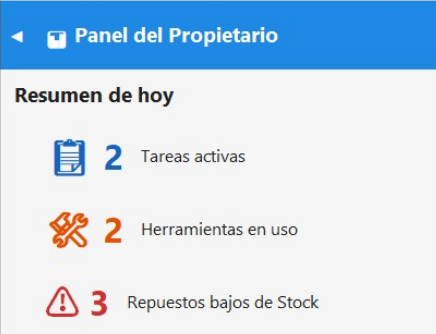 Panel del Propietario
Resumen de hoy
2 Tareas activas
2 Herramientas en uso
3 Repuestos bajos de Stock